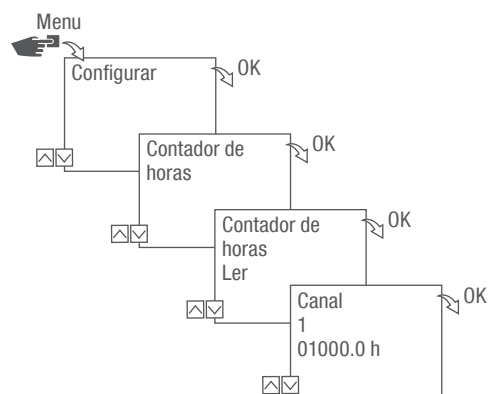 Menu
Configurar
OK
Contador de
horas
OK
Contador de
horas
Ler
OK
Canal
1
01000.0 h
OK